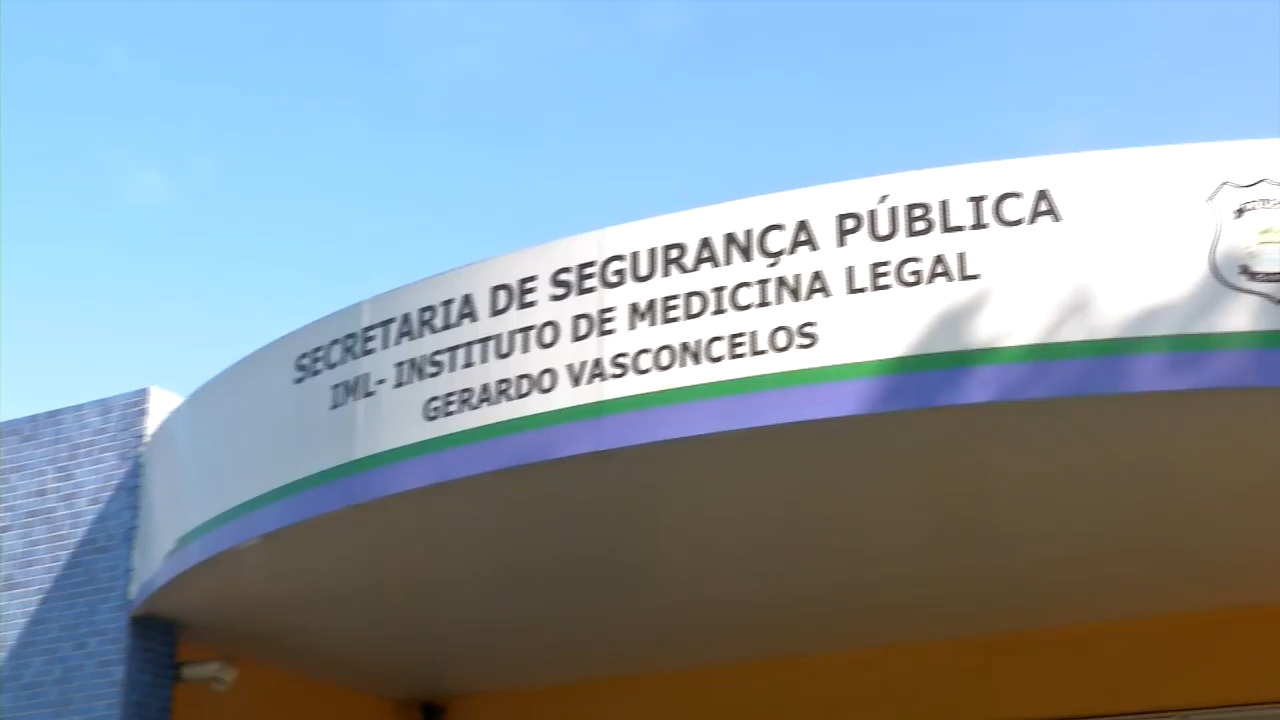 SECRETARIA DE SEGURANÇA PÚBLICA
IML- INSTITUTO DE MEDICINA LEGAL
GERARDO VASCONCELOS